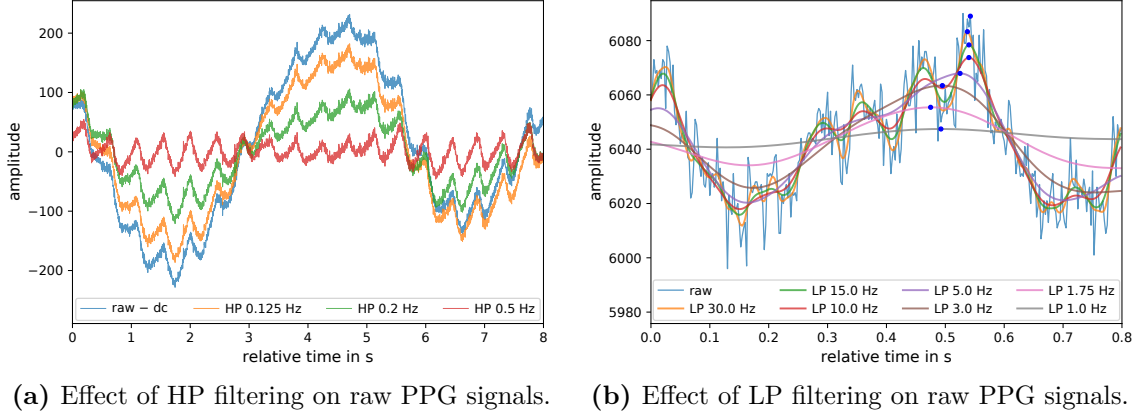 200
100
0
−100
−200
amplitude
raw − dc
HP 0.125 Hz
HP 0.2 Hz
HP 0.5 Hz
0 1 2 3 4 5 6 7 8
relative time in s
6080
6060
6040
6020
6000
5980
amplitude
raw LP 15.0 Hz LP 5.0 Hz LP 1.75 Hz
LP 30.0 Hz LP 10.0 Hz LP 3.0 Hz LP 1.0 Hz
0.0 0.1 0.2 0.3 0.4 0.5 0.6 0.7 0.8
relative time in s
(a) Effect of HP filtering on raw PPG signals.
(b) Effect of LP filtering on raw PPG signals.